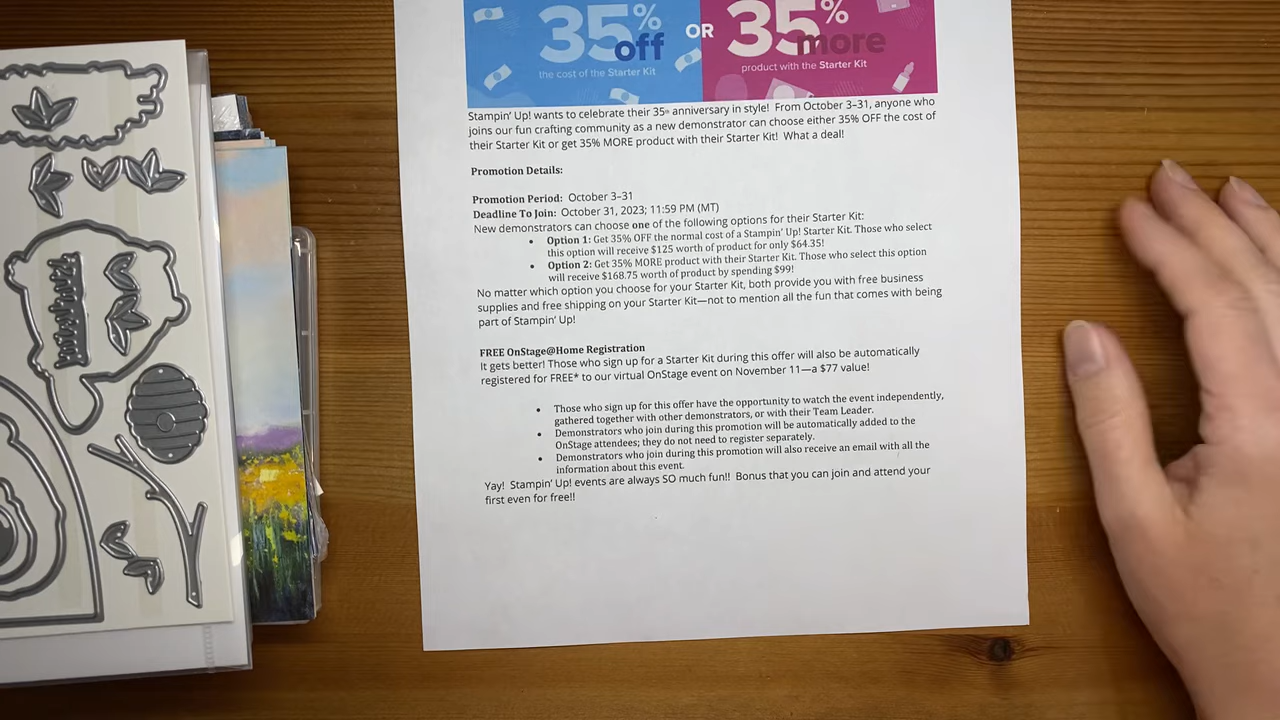 35% off OR 35% more
the cost of the Starter Kit product with the Starter Kit
Stampin' Up! wants to celebrate their 35th anniversary in style! From October 3–31, anyone who
joins our fun crafting community as a new demonstrator can choose either 35% OFF the cost of
their Starter Kit or get 35% MORE product with their Starter Kit! What a deal!
Promotion Details:
Promotion Period: October 3–31
Deadline To Join: October 31, 2023; 11:59 PM (MT)
New demonstrators can choose one of the following options for their Starter Kit:
• Option 1: Get 35% OFF the normal cost of a Stampin' Up! Starter Kit. Those who select
this option will receive $125 worth of product for only $64.35!
• Option 2: Get 35% MORE product with their Starter Kit. Those who select this option
will receive $168.75 worth of product by spending $99!
No matter which option you choose for your Starter Kit, both provide you with free business
supplies and free shipping on your Starter Kit—not to mention all the fun that comes with being
part of Stampin' Up!
FREE OnStage@Home Registration
It gets better! Those who sign up for a Starter Kit during this offer will also be automatically
registered for FREE* to our virtual OnStage event on November 11—a $77 value!
• Those who sign up for this offer have the opportunity to watch the event independently,
gathered together with other demonstrators, or with their Team Leader.
• Demonstrators who join during this promotion will be automatically added to the
OnStage attendees; they do not need to register separately.
• Demonstrators who join during this promotion will also receive an email with all the
information about this event.
Yay! Stampin' Up! events are always SO much fun!! Bonus that you can join and attend your
first even for free!!